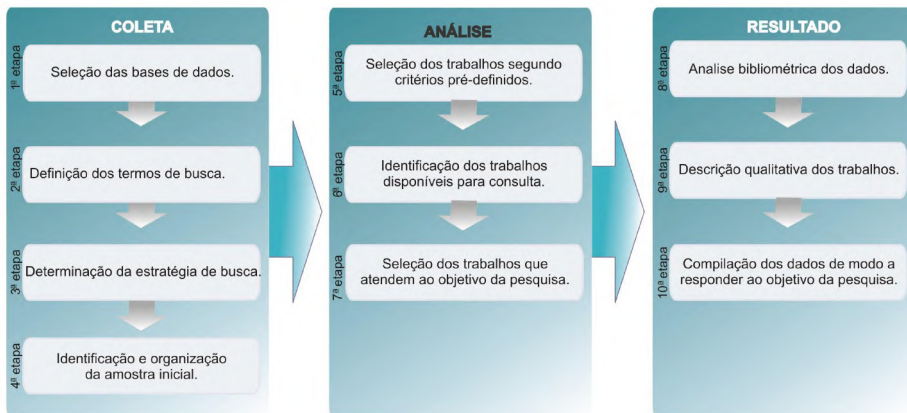 COLETA
1ª etapa
Seleção das bases de dados.
2ª etapa
Definição dos termos de busca.
3ª etapa
Determinação da estratégia de busca.
4ª etapa
Identificação e organização
da amostra inicial.
ANÁLISE
5ª etapa
Seleção dos trabalhos segundo
critérios pré-definidos.
6ª etapa
Identificação dos trabalhos
disponíveis para consulta.
7ª etapa
Seleção dos trabalhos que
atendem ao objetivo da pesquisa.
RESULTADO
8ª etapa
Analise bibliométrica dos dados.
9ª etapa
Descrição qualitativa dos trabalhos.
10ª etapa
Compilação dos dados de modo a
responder ao objetivo da pesquisa.